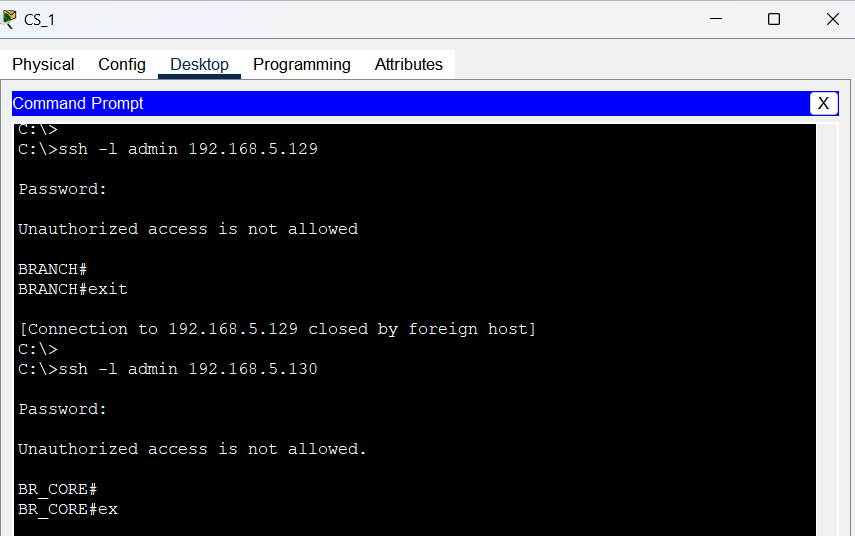 CS_1
Physical Config Desktop Programming Attributes
Command Prompt X
C:\>
C:\>ssh -l admin 192.168.5.129
Password:
Unauthorized access is not allowed
BRANCH#
BRANCH#exit
[Connection to 192.168.5.129 closed by foreign host]
C:\>
C:\>ssh -l admin 192.168.5.130
Password:
Unauthorized access is not allowed.
BR_CORE#
BR_CORE#ex